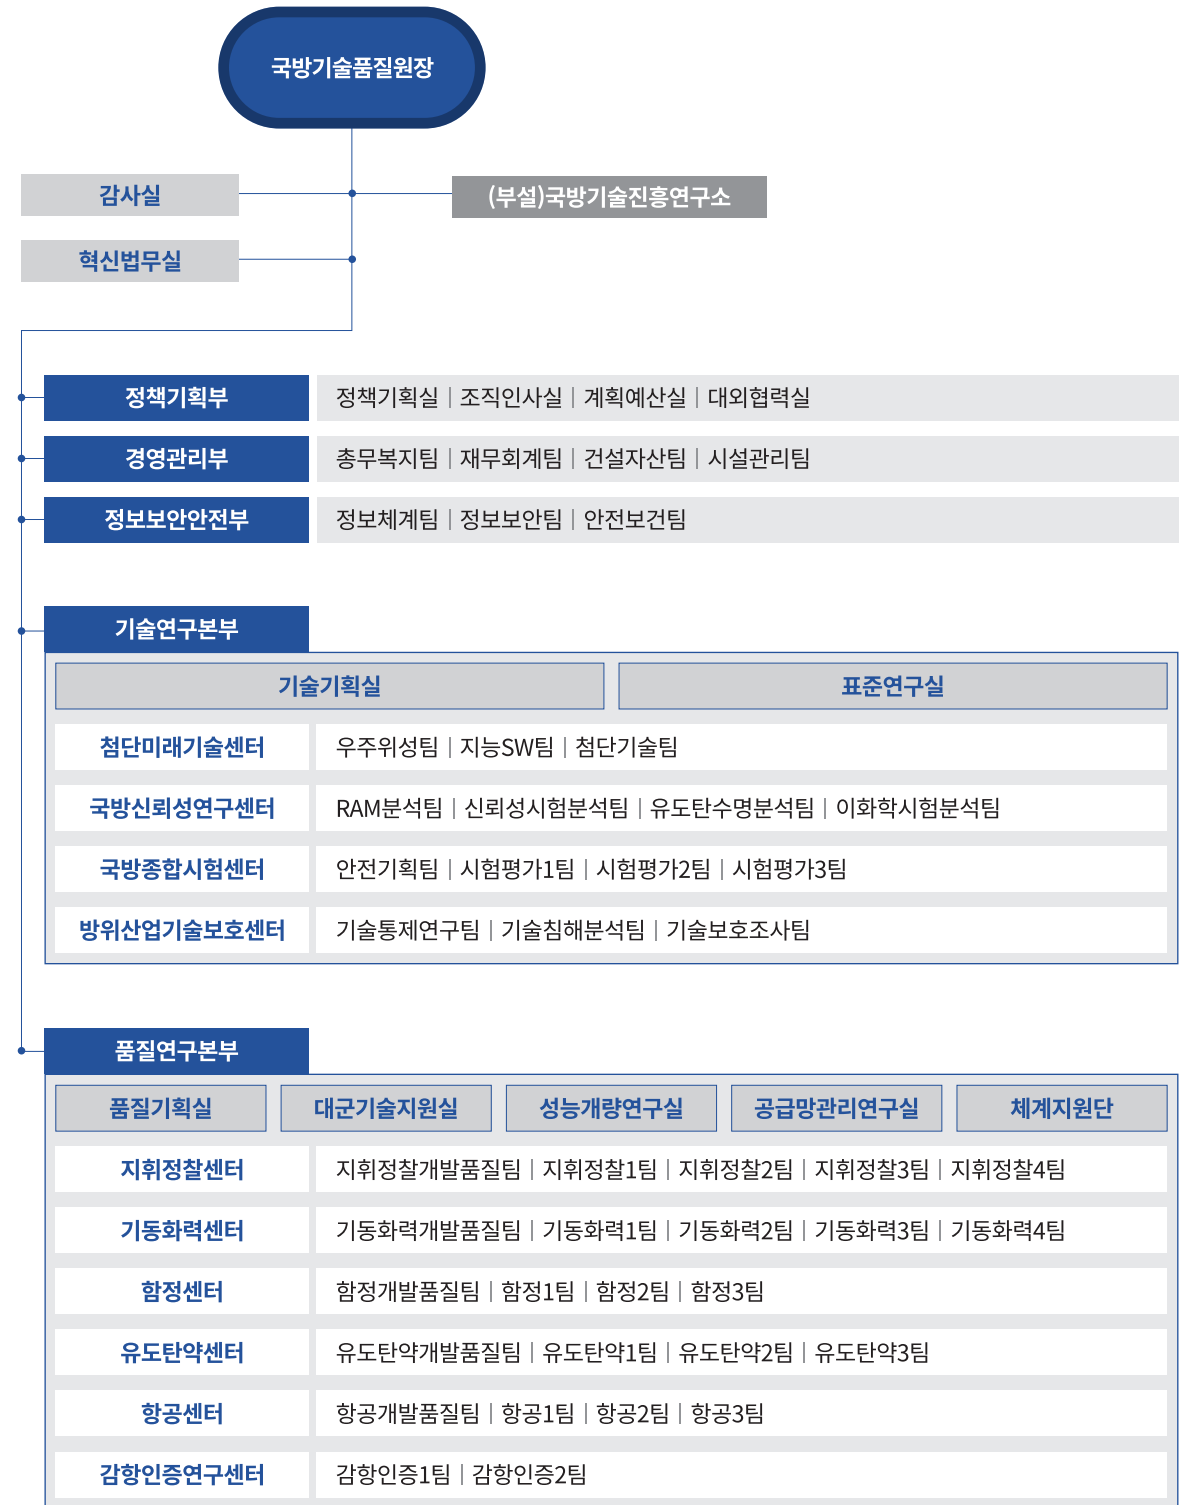 국방기술품질원장
감사실
(부설)국방기술진흥연구소
혁신법무실
정책기획부
정책기획실 | 조직인사실 | 계획예산실 | 대외협력실
경영관리부
총무복지팀 | 재무회계팀 | 건설자산팀 | 시설관리팀
정보보안안전부
정보체계팀 | 정보보안팀 | 안전보건팀
기술연구본부
기술기획실
표준연구실
첨단미래기술센터
우주위성팀 | 지능SW팀 | 첨단기술팀
국방신뢰성연구센터
RAM분석팀 | 신뢰성시험분석팀 | 유도탄수명분석팀 | 이화학시험분석팀
국방종합시험센터
안전기획팀 | 시험평가1팀 | 시험평가2팀 | 시험평가3팀
방위산업기술보호센터
기술통제연구팀 | 기술침해분석팀 | 기술보호조사팀
품질연구본부
품질기획실
대군기술지원실
성능개량연구실
공급망관리연구실
체계지원단
지휘정찰센터
지휘정찰개발품질팀 | 지휘정찰1팀 | 지휘정찰2팀 | 지휘정찰3팀 | 지휘정찰4팀
기동화력센터
기동화력개발품질팀 | 기동화력1팀 | 기동화력2팀 | 기동화력3팀 | 기동화력4팀
함정센터
함정개발품질팀 | 함정1팀 | 함정2팀 | 함정3팀
유도탄약센터
유도탄약개발품질팀 | 유도탄약1팀 | 유도탄약2팀 | 유도탄약3팀
항공센터
항공개발품질팀 | 항공1팀 | 항공2팀 | 항공3팀
감항인증연구센터
감항인증1팀 | 감항인증2팀